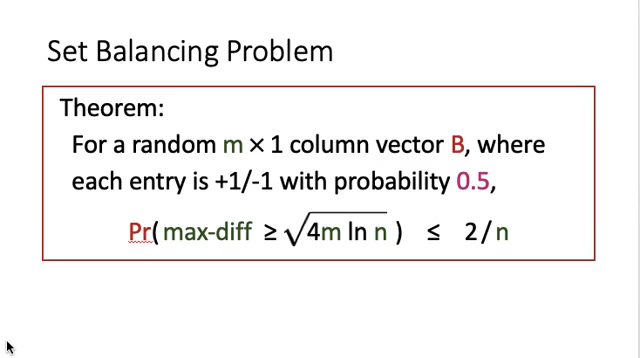 Set Balancing Problem
Theorem:
For a random m × 1 column vector B, where
each entry is +1/-1 with probability 0.5,
Pr( max-diff ≥ √4m ln n ) ≤ 2/n